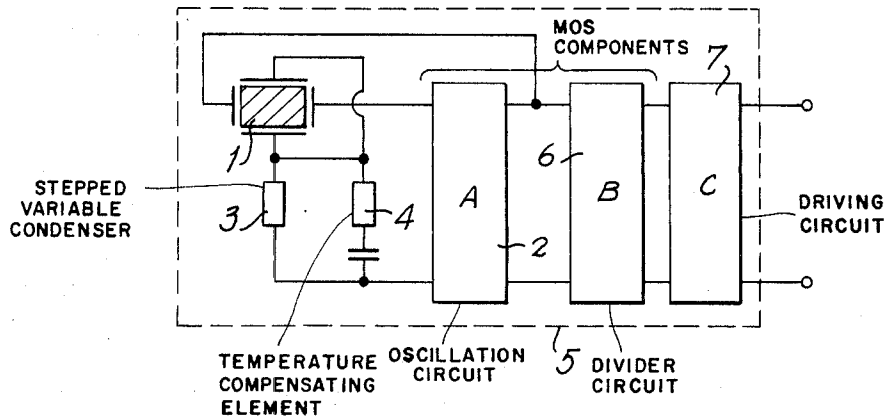 MOS
COMPONENTS
7
1
6
STEPPED
VARIABLE
CONDENSER
3
4
A
B
C
2
DRIVING
CIRCUIT
TEMPERATURE
COMPENSATING
ELEMENT
OSCILLATION
CIRCUIT
DIVIDER
CIRCUIT
5